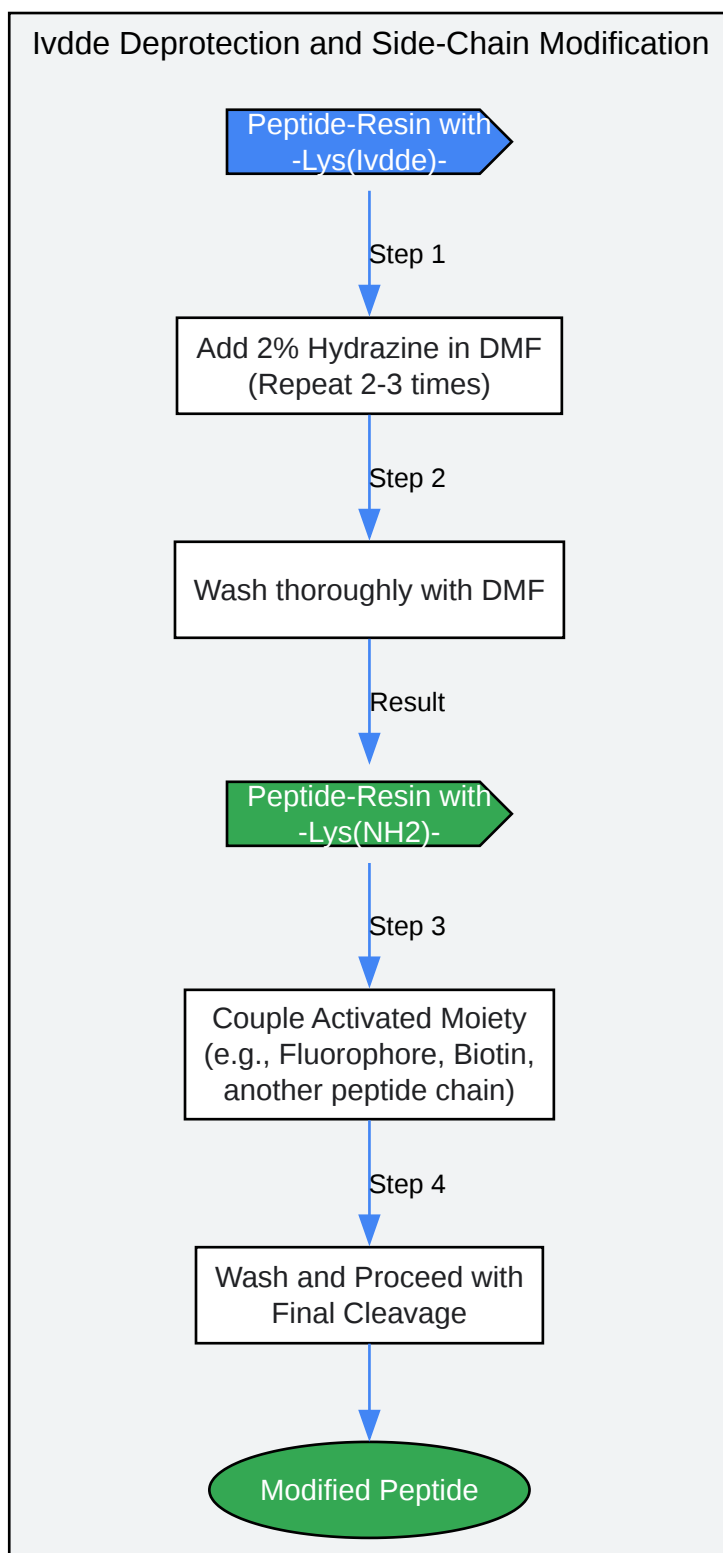 Ivdde Deprotection and Side-Chain Modification
Peptide-Resin with
-Lys(Ivdde)-
Step 1
Add 2% Hydrazine in DMF
(Repeat 2-3 times)
Step 2
Wash thoroughly with DMF
Result
Peptide-Resin with
-Lys(NH2)-
Step 3
Couple Activated Moiety
(e.g., Fluorophore, Biotin,
another peptide chain)
Step 4
Wash and Proceed with
Final Cleavage
Modified Peptide